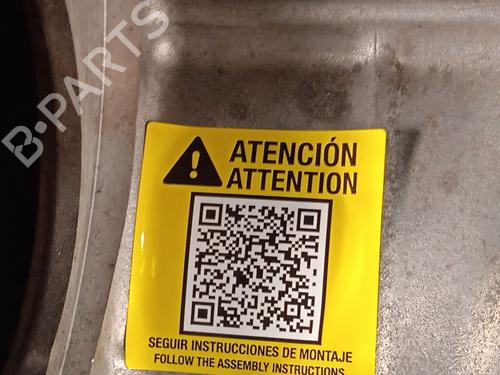 B-PARTS
ATENCIÓN
ATTENTION
SEGUIR INSTRUCCIONES DE MONTAJE
FOLLOW THE ASSEMBLY INSTRUCTIONS